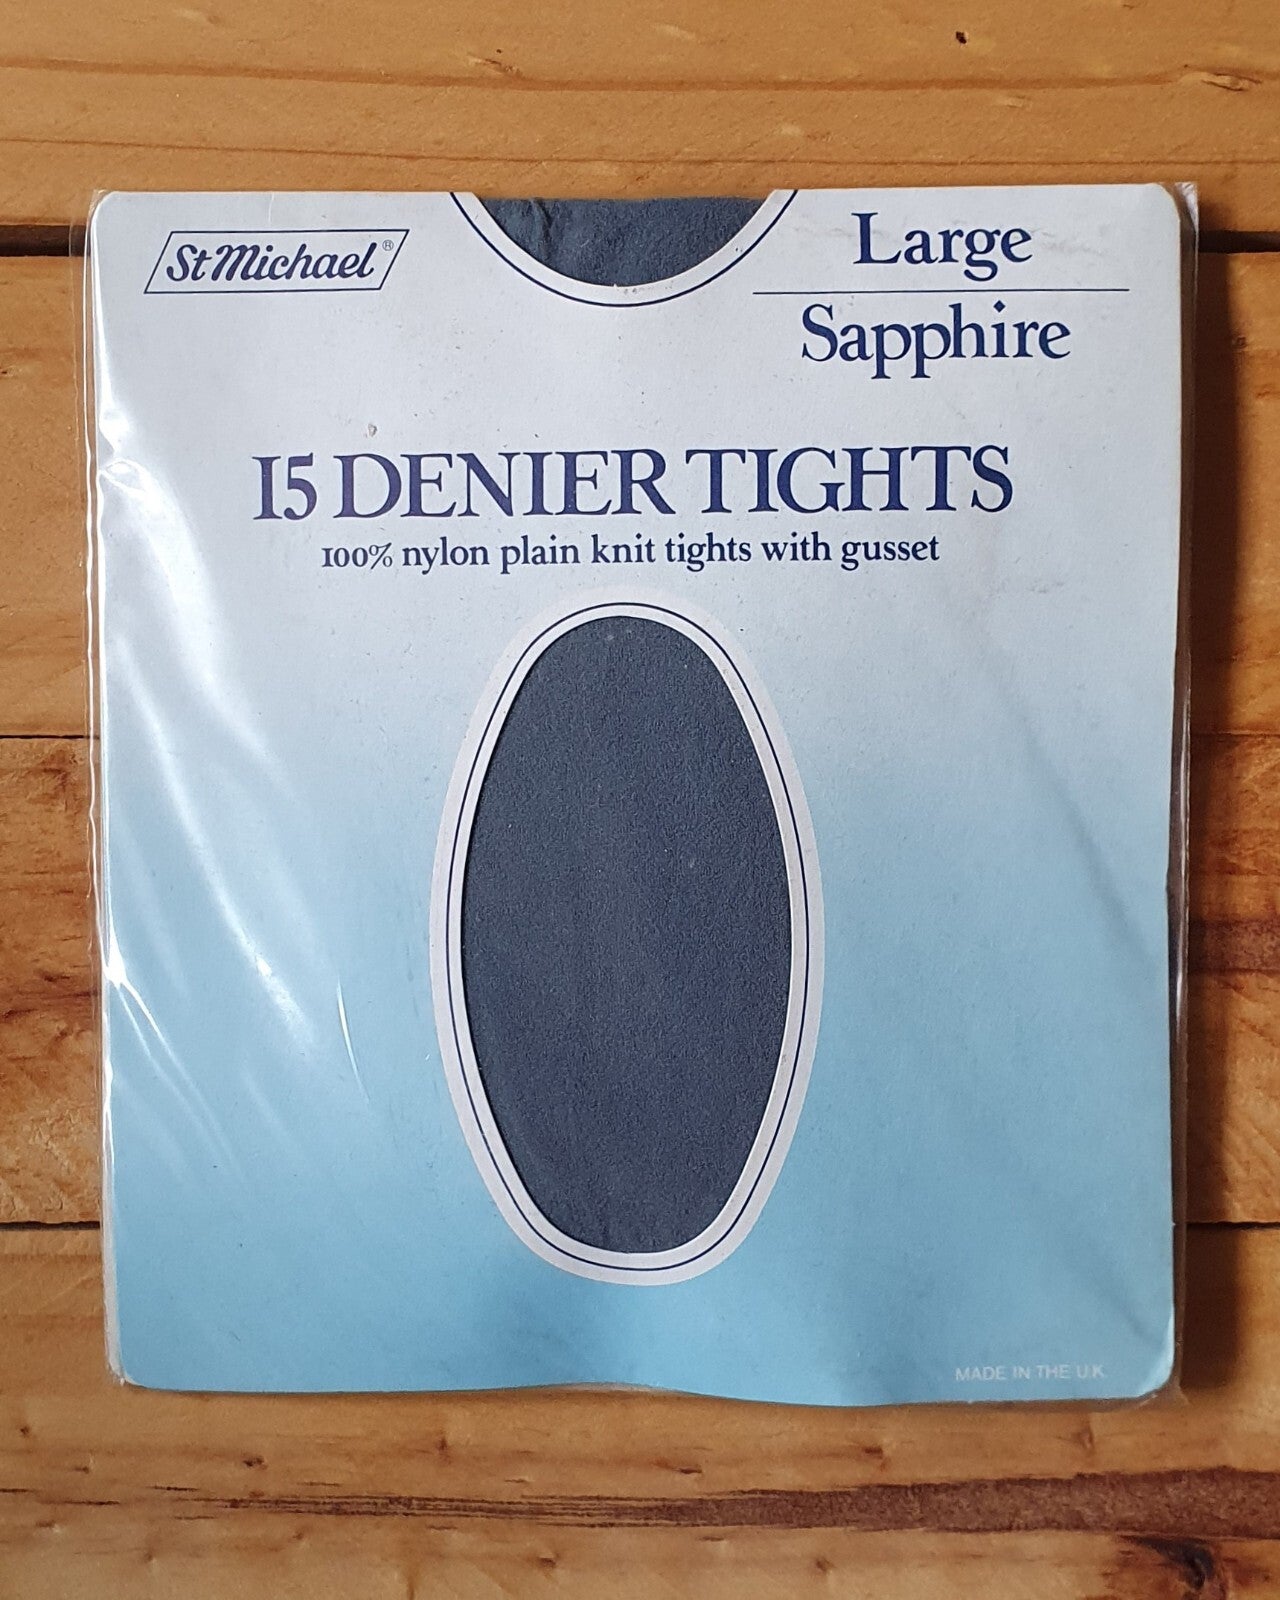 St Michael®
Large
Sapphire
15 DENIER TIGHTS
100% nylon plain knit tights with gusset
MADE IN THE U.K